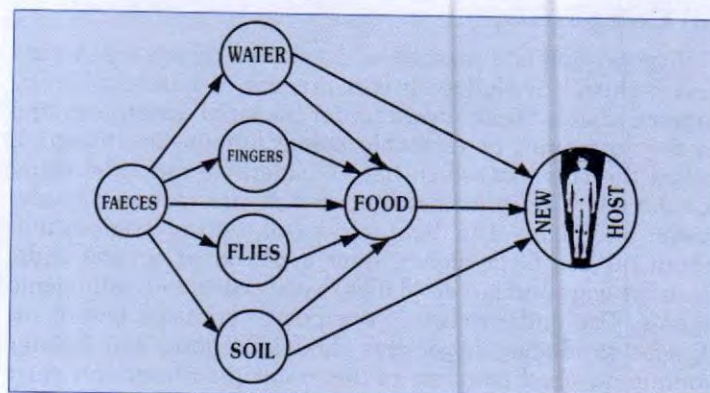 WATER
FINGERS
FAECES
FOOD
NEW
HOST
FLIES
SOIL